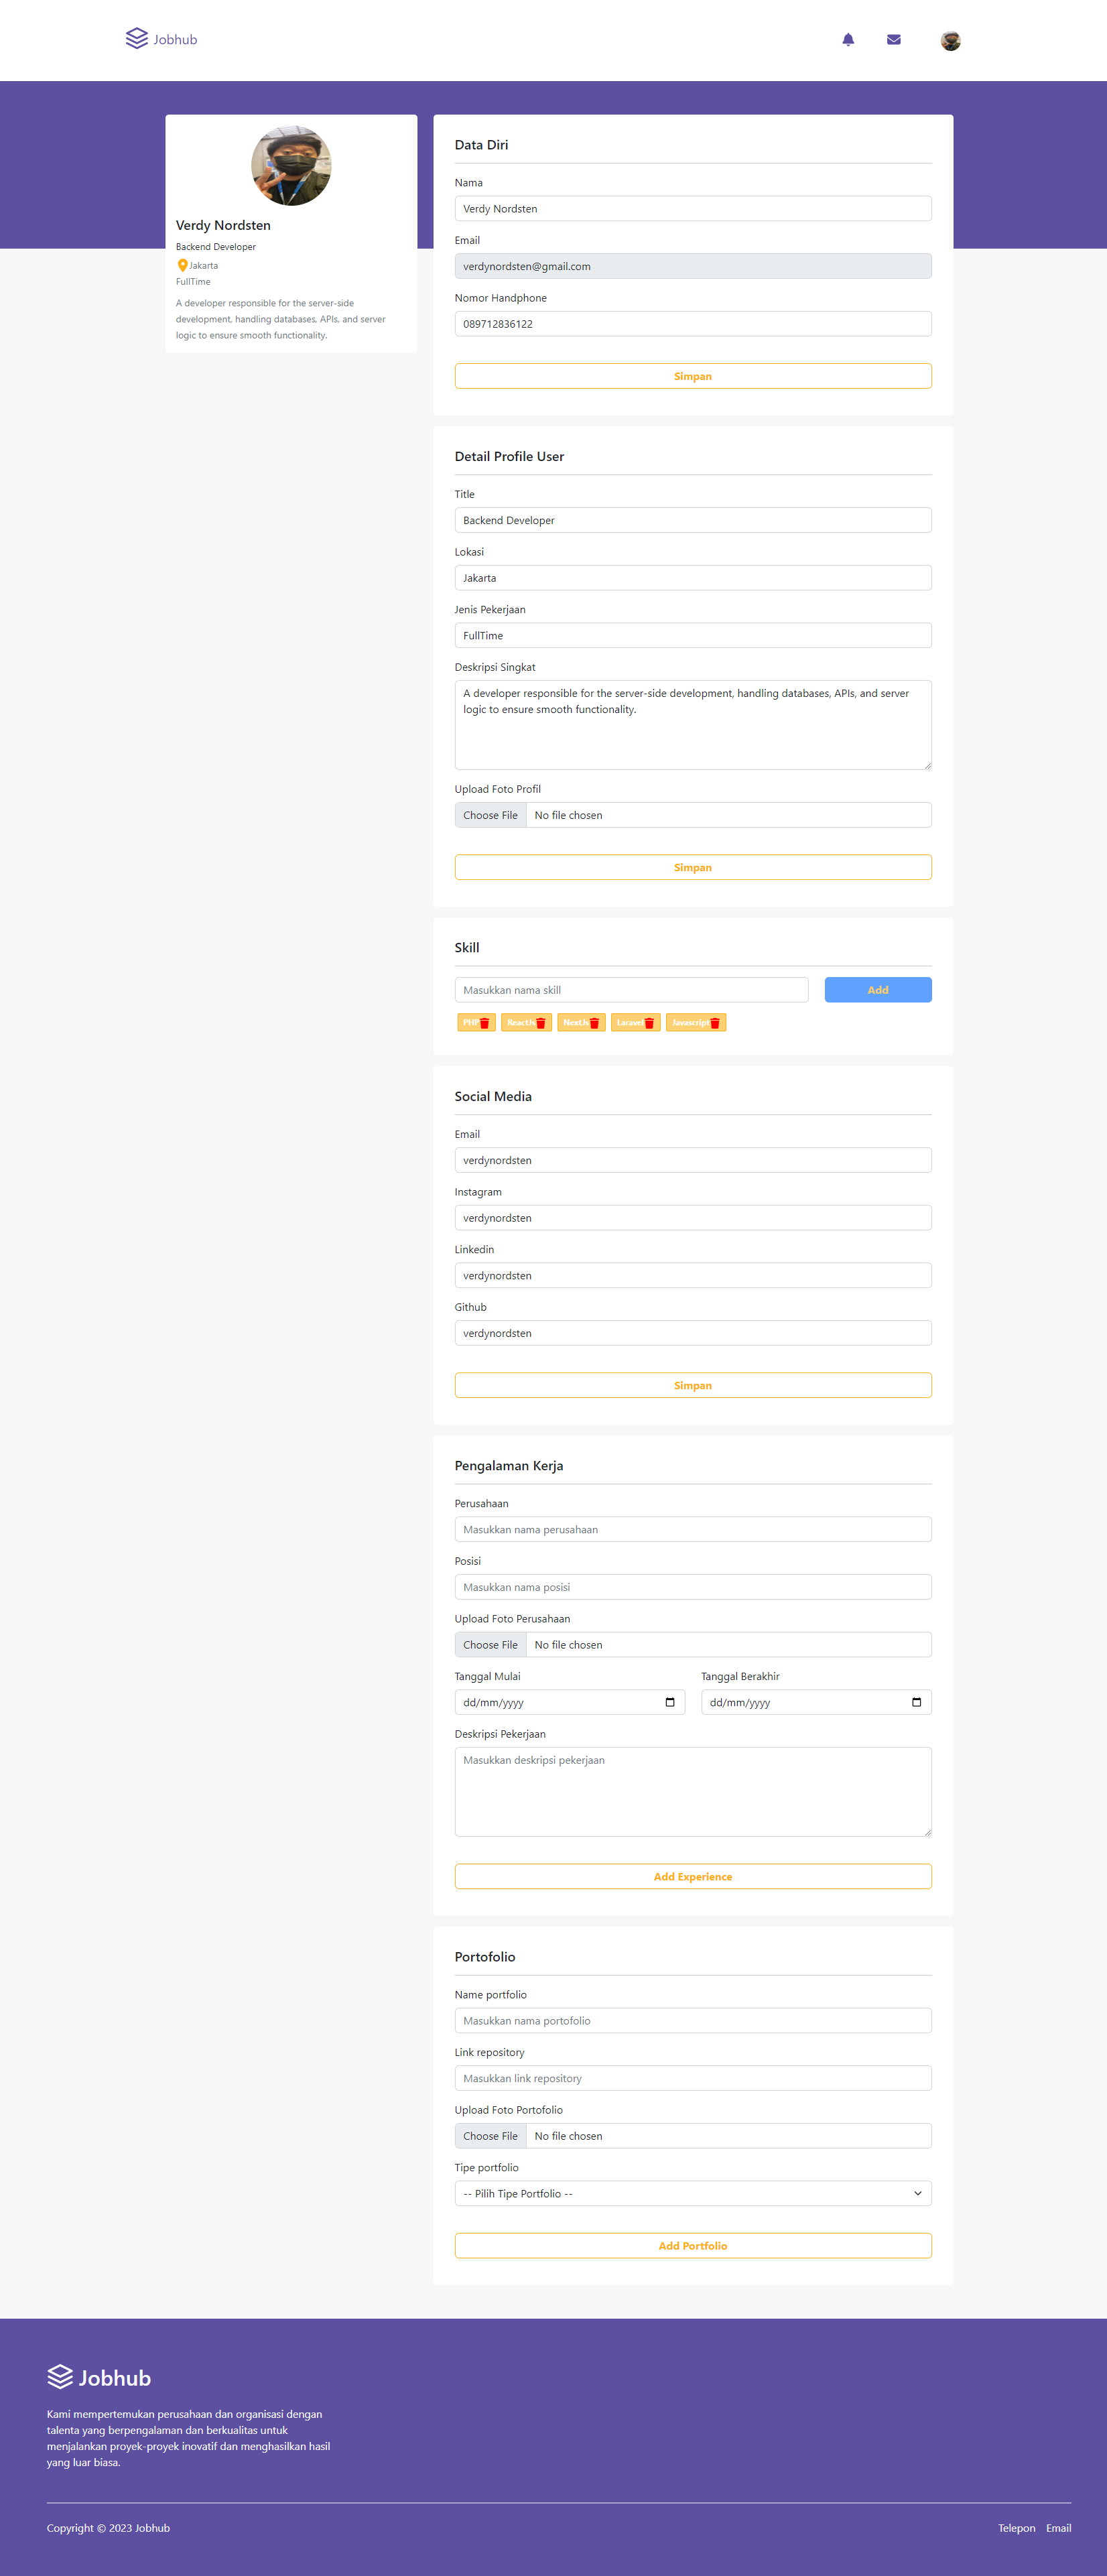 Jobhub
Verdy Nordsten
Backend Developer
Jakarta
FullTime
A developer responsible for the server-side
development, handling databases, APIs, and server
logic to ensure smooth functionality.
Data Diri
Nama
Verdy Nordsten
Email
verdynordsten@gmail.com
Nomor Handphone
089712836122
Simpan
Detail Profile User
Title
Backend Developer
Lokasi
Jakarta
Jenis Pekerjaan
FullTime
Deskripsi Singkat
A developer responsible for the server-side development, handling databases, APIs, and server
logic to ensure smooth functionality.
Upload Foto Profil
Choose File No file chosen
Simpan
Skill
Masukkan nama skill Add
PHP ReactJs NextJs Laravel Javascript
Social Media
Email
verdynordsten
Instagram
verdynordsten
Linkedin
verdynordsten
Github
verdynordsten
Simpan
Pengalaman Kerja
Perusahaan
Masukkan nama perusahaan
Posisi
Masukkan nama posisi
Upload Foto Perusahaan
Choose File No file chosen
Tanggal Mulai Tanggal Berakhir
dd/mm/yyyy dd/mm/yyyy
Deskripsi Pekerjaan
Masukkan deskripsi pekerjaan
Add Experience
Portofolio
Name portfolio
Masukkan nama portofolio
Link repository
Masukkan link repository
Upload Foto Portofolio
Choose File No file chosen
Tipe portfolio
-- Pilih Tipe Portfolio --
Add Portfolio
Jobhub
Kami mempertemukan perusahaan dan organisasi dengan
talenta yang berpengalaman dan berkualitas untuk
menjalankan proyek-proyek inovatif dan menghasilkan hasil
yang luar biasa.
Copyright © 2023 Jobhub Telepon Email